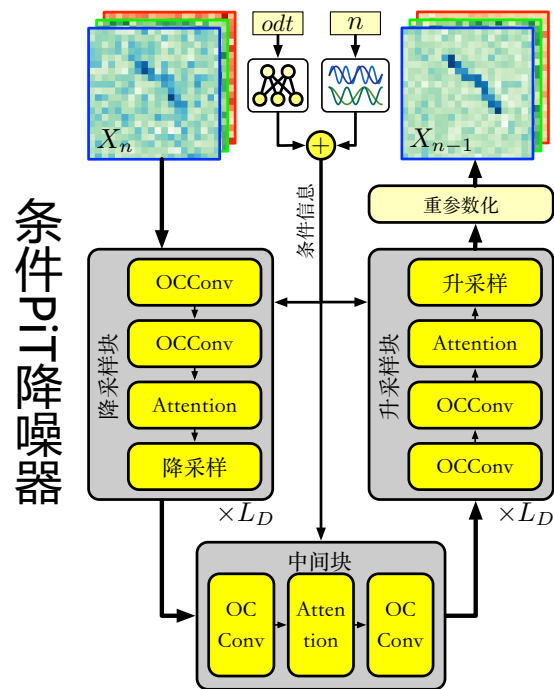 odt
n
X_n
X_{n-1}
+
条件信息
重参数化
条件PiT降噪器
降采样块
OCConv
OCConv
Attention
降采样
×L_D
升采样块
升采样
Attention
OCConv
OCConv
×L_D
中间块
OC
Conv
Atten
tion
OC
Conv